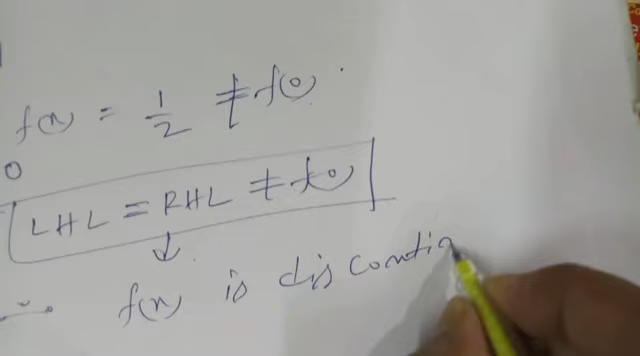 f(x) = 1/2 ≠ f(0).
0
LHL = RHL ≠ f(0)
↓
∴ f(x) is discontin